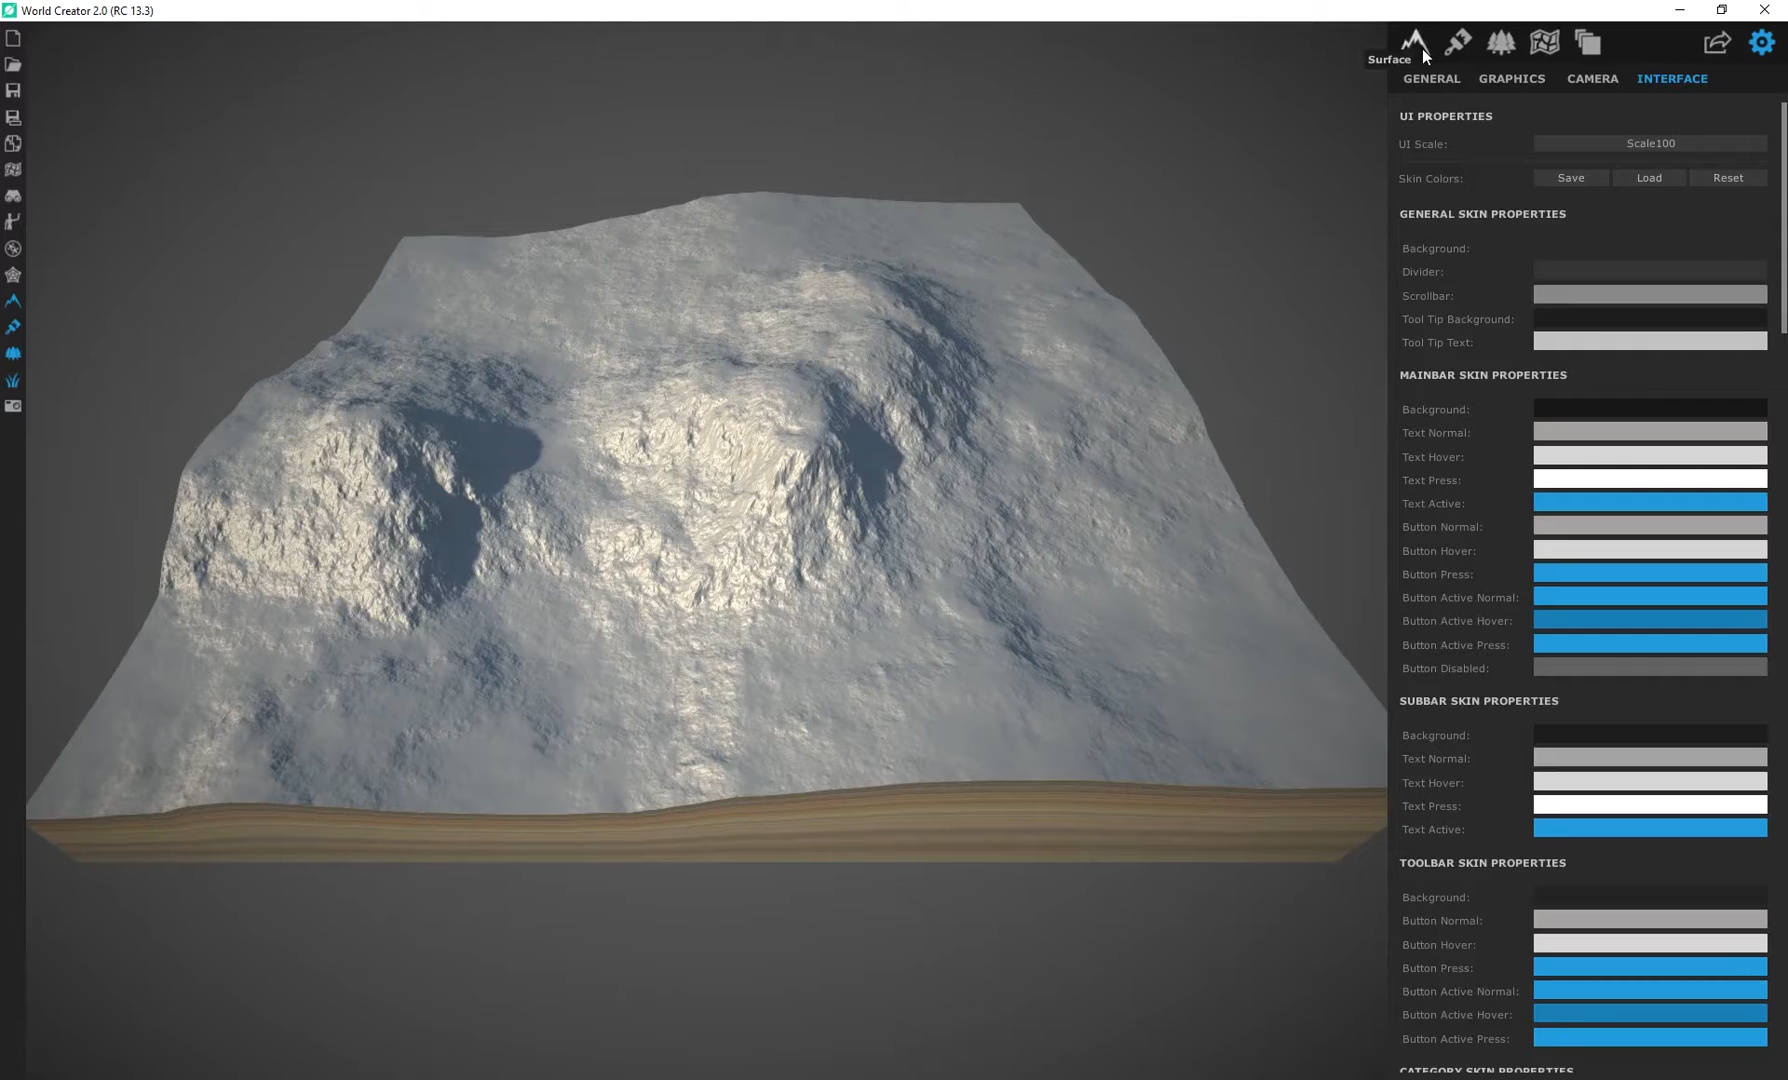 World Creator 2.0 (RC 13.3)
Surface
GENERAL GRAPHICS CAMERA INTERFACE
UI PROPERTIES
UI Scale: Scale100
Skin Colors: Save Load Reset
GENERAL SKIN PROPERTIES
Background:
Divider:
Scrollbar:
Tool Tip Background:
Tool Tip Text:
MAINBAR SKIN PROPERTIES
Background:
Text Normal:
Text Hover:
Text Press:
Text Active:
Button Normal:
Button Hover:
Button Press:
Button Active Normal:
Button Active Hover:
Button Active Press:
Button Disabled:
SUBBAR SKIN PROPERTIES
Background:
Text Normal:
Text Hover:
Text Press:
Text Active:
TOOLBAR SKIN PROPERTIES
Background:
Button Normal:
Button Hover:
Button Press:
Button Active Normal:
Button Active Hover:
Button Active Press:
CATEGORY SKIN PROPERTIES